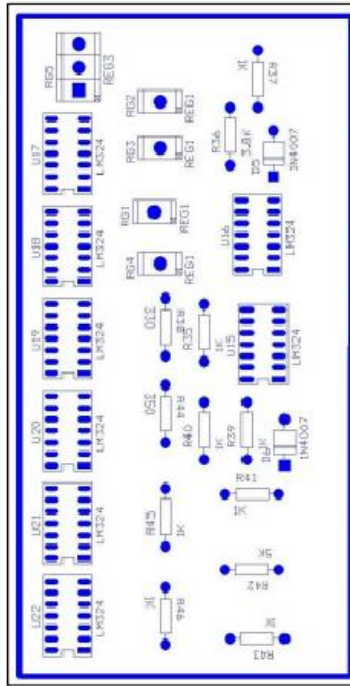 RG5
REG3
RG2
REG1
RG3
REG1
RG1
REG1
RG4
REG1
1K
R37
R36
3.8K
D5
1N4007
U17
LM324
U18
LM324
U16
LM324
U19
LM324
330
R38
R35
1K
U15
LM324
U20
LM324
350
R44
R40
1K
R39
1K
1N4007
R41
1K
U21
LM324
R45
1K
5K
R42
U22
LM324
1K
R46
1K
R43